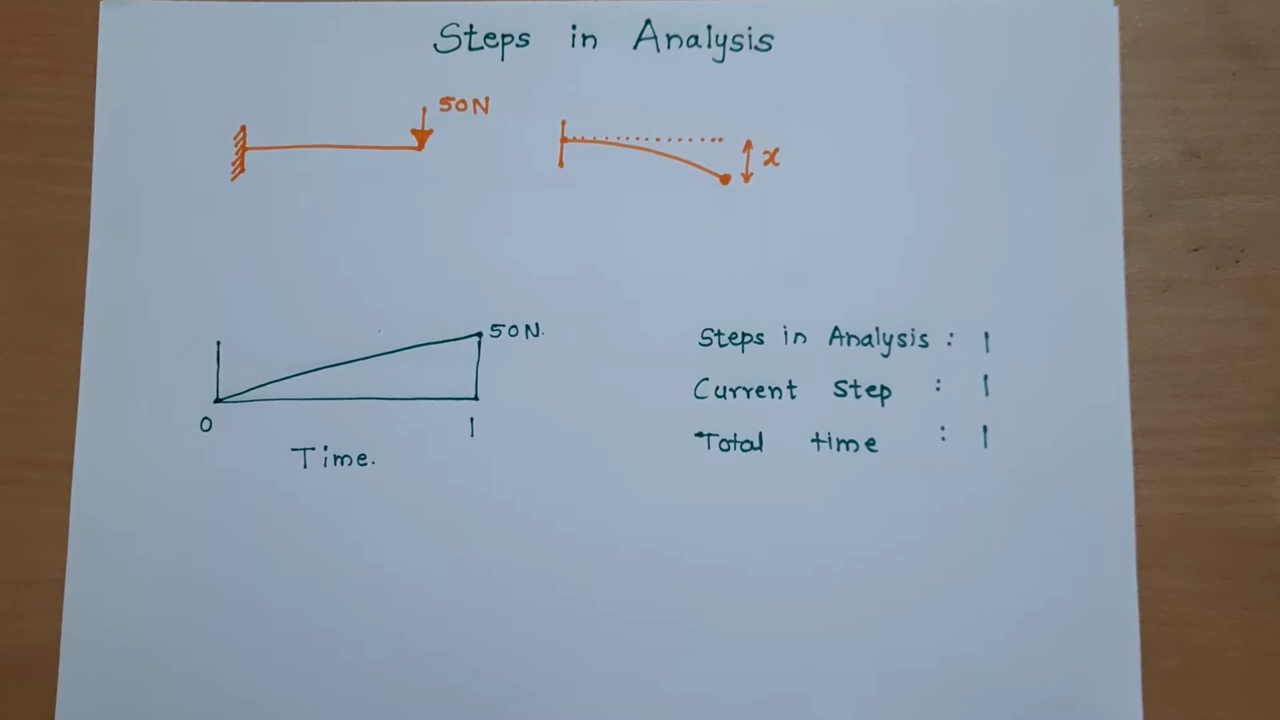 Steps in Analysis
50N
x
50N.
0
1
Time.
Steps in Analysis : 1
Current Step : 1
Total time : 1